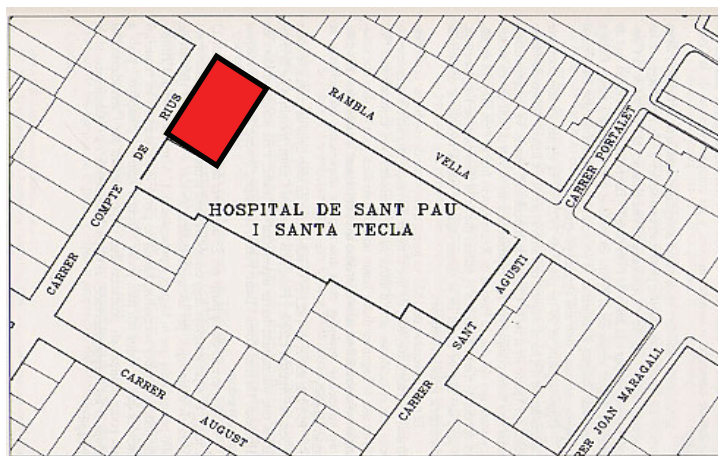 RAMBLA VELLA
CARRER COMPTE DE RIUS
CARRER PORTALET
HOSPITAL DE SANT PAU
I SANTA TECLA
CARRER SANT AGUSTI
CARRER AUGUST
RER JOAN MARAGALL